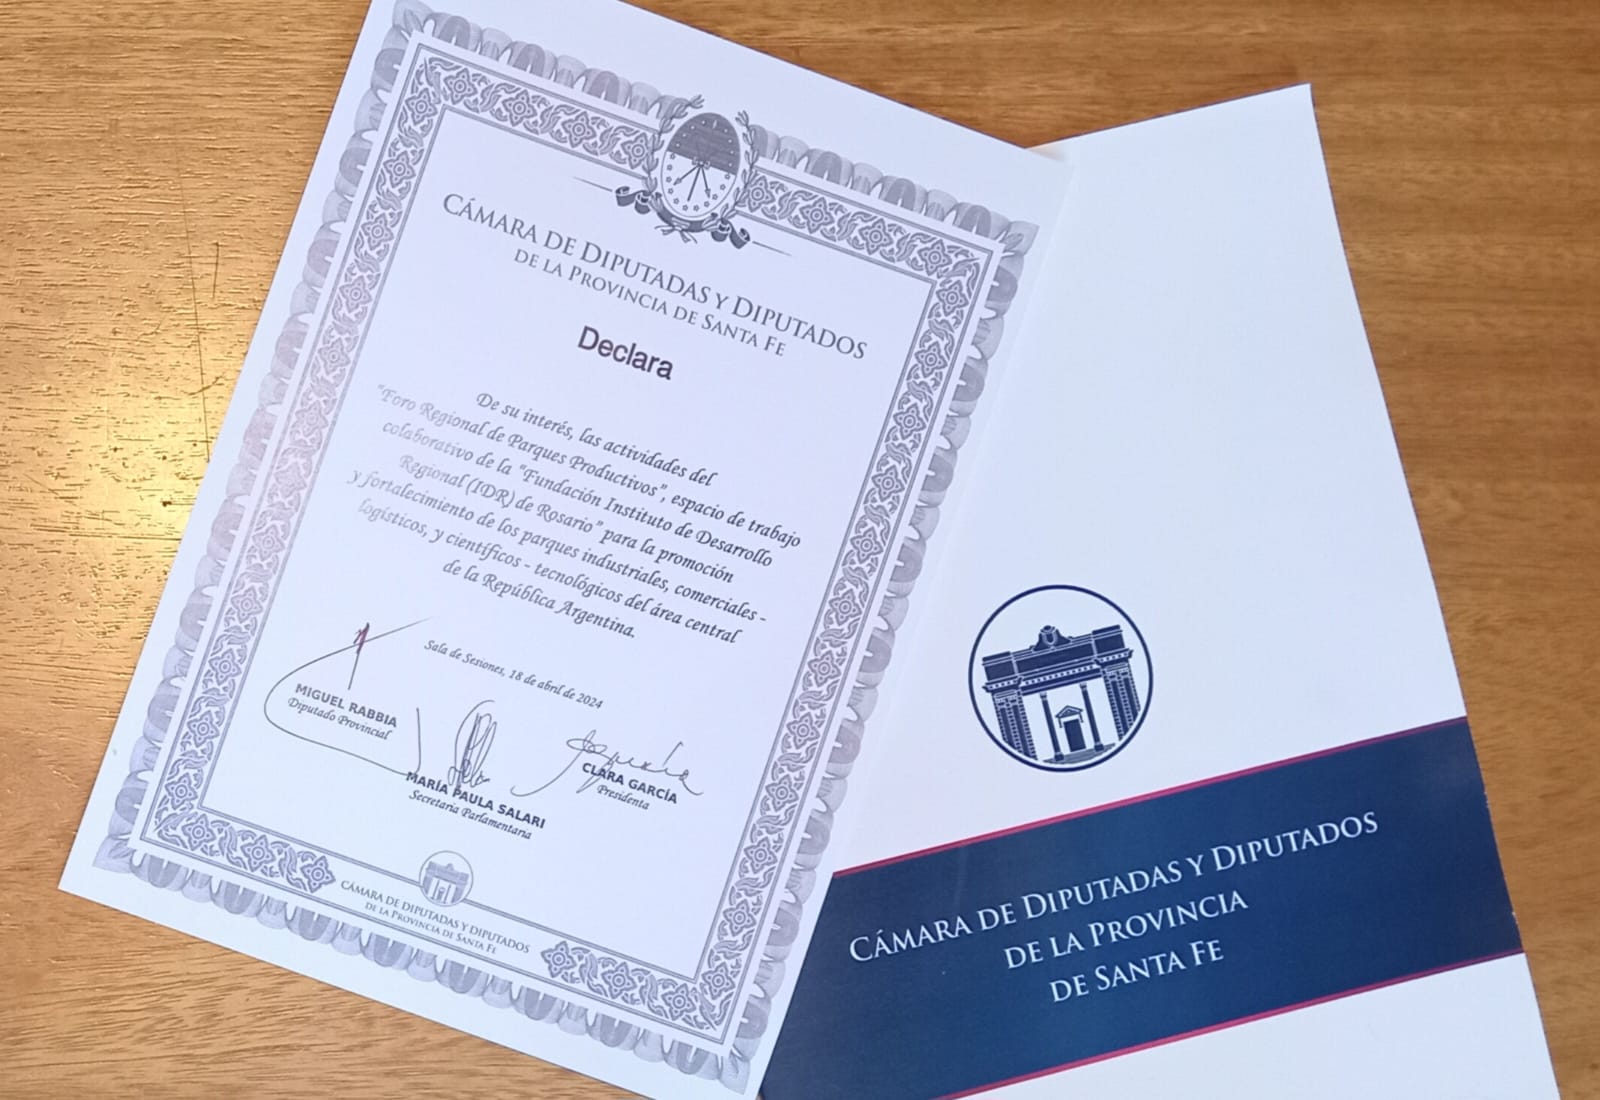 CÁMARA DE DIPUTADAS Y DIPUTADOS
DE LA PROVINCIA DE SANTA FE
Declara
De su interés, las actividades del
"Foro Regional de Parques Productivos", espacio de trabajo
colaborativo de la "Fundación Instituto de Desarrollo
Regional (IDR) de Rosario" para la promoción
y fortalecimiento de los parques industriales, comerciales -
logísticos, y científicos - tecnológicos del área central
de la República Argentina.
Sala de Sesiones, 18 de abril de 2024
MIGUEL RABBIA
Diputado Provincial
MARÍA PAULA SALARI
Secretaria Parlamentaria
CLARA GARCÍA
Presidenta
CÁMARA DE DIPUTADAS Y DIPUTADOS
DE LA PROVINCIA DE SANTA FE
CÁMARA DE DIPUTADAS Y DIPUTADOS
DE LA PROVINCIA
DE SANTA FE